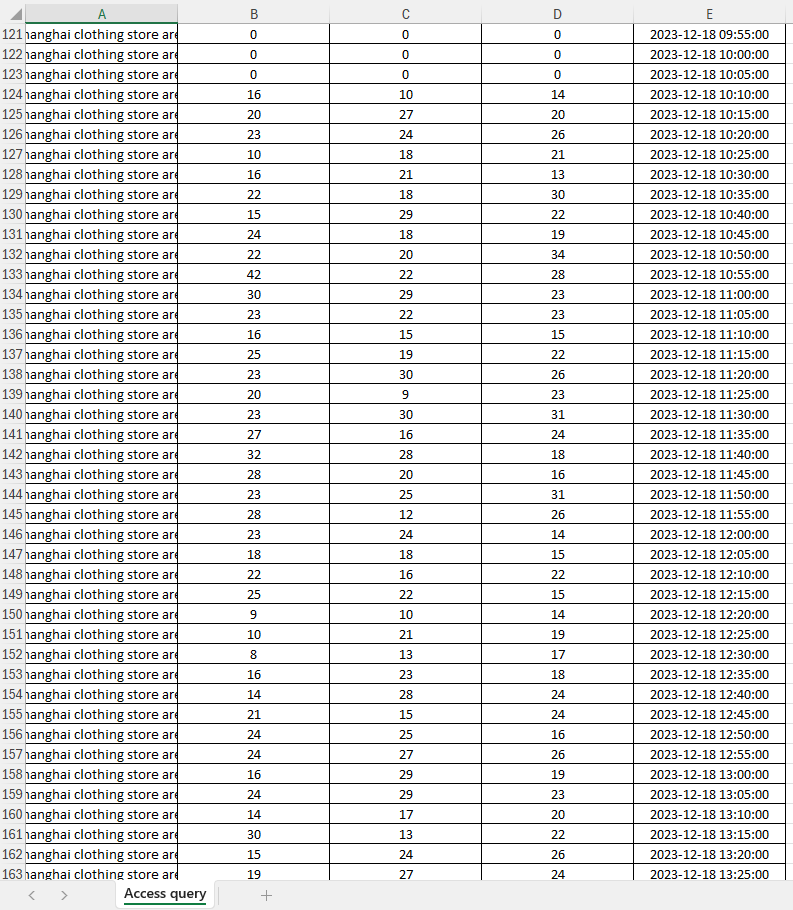 A B C D E
121 hanghai clothing store are 0 0 0 2023-12-18 09:55:00
122 hanghai clothing store are 0 0 0 2023-12-18 10:00:00
123 hanghai clothing store are 0 0 0 2023-12-18 10:05:00
124 hanghai clothing store are 16 10 14 2023-12-18 10:10:00
125 hanghai clothing store are 20 27 20 2023-12-18 10:15:00
126 hanghai clothing store are 23 24 26 2023-12-18 10:20:00
127 hanghai clothing store are 10 18 21 2023-12-18 10:25:00
128 hanghai clothing store are 16 21 13 2023-12-18 10:30:00
129 hanghai clothing store are 22 18 30 2023-12-18 10:35:00
130 hanghai clothing store are 15 29 22 2023-12-18 10:40:00
131 hanghai clothing store are 24 18 19 2023-12-18 10:45:00
132 hanghai clothing store are 22 20 34 2023-12-18 10:50:00
133 hanghai clothing store are 42 22 28 2023-12-18 10:55:00
134 hanghai clothing store are 30 29 23 2023-12-18 11:00:00
135 hanghai clothing store are 23 22 23 2023-12-18 11:05:00
136 hanghai clothing store are 16 15 15 2023-12-18 11:10:00
137 hanghai clothing store are 25 19 22 2023-12-18 11:15:00
138 hanghai clothing store are 23 30 26 2023-12-18 11:20:00
139 hanghai clothing store are 20 9 23 2023-12-18 11:25:00
140 hanghai clothing store are 23 30 31 2023-12-18 11:30:00
141 hanghai clothing store are 27 16 24 2023-12-18 11:35:00
142 hanghai clothing store are 32 28 18 2023-12-18 11:40:00
143 hanghai clothing store are 28 20 16 2023-12-18 11:45:00
144 hanghai clothing store are 23 25 31 2023-12-18 11:50:00
145 hanghai clothing store are 28 12 26 2023-12-18 11:55:00
146 hanghai clothing store are 23 24 14 2023-12-18 12:00:00
147 hanghai clothing store are 18 18 15 2023-12-18 12:05:00
148 hanghai clothing store are 22 16 22 2023-12-18 12:10:00
149 hanghai clothing store are 25 22 15 2023-12-18 12:15:00
150 hanghai clothing store are 9 10 14 2023-12-18 12:20:00
151 hanghai clothing store are 10 21 19 2023-12-18 12:25:00
152 hanghai clothing store are 8 13 17 2023-12-18 12:30:00
153 hanghai clothing store are 16 23 18 2023-12-18 12:35:00
154 hanghai clothing store are 14 28 24 2023-12-18 12:40:00
155 hanghai clothing store are 21 15 24 2023-12-18 12:45:00
156 hanghai clothing store are 24 25 16 2023-12-18 12:50:00
157 hanghai clothing store are 24 27 26 2023-12-18 12:55:00
158 hanghai clothing store are 16 29 19 2023-12-18 13:00:00
159 hanghai clothing store are 24 29 23 2023-12-18 13:05:00
160 hanghai clothing store are 14 17 20 2023-12-18 13:10:00
161 hanghai clothing store are 30 13 22 2023-12-18 13:15:00
162 hanghai clothing store are 15 24 26 2023-12-18 13:20:00
163 hanghai clothing store are 19 27 24 2023-12-18 13:25:00
Access query